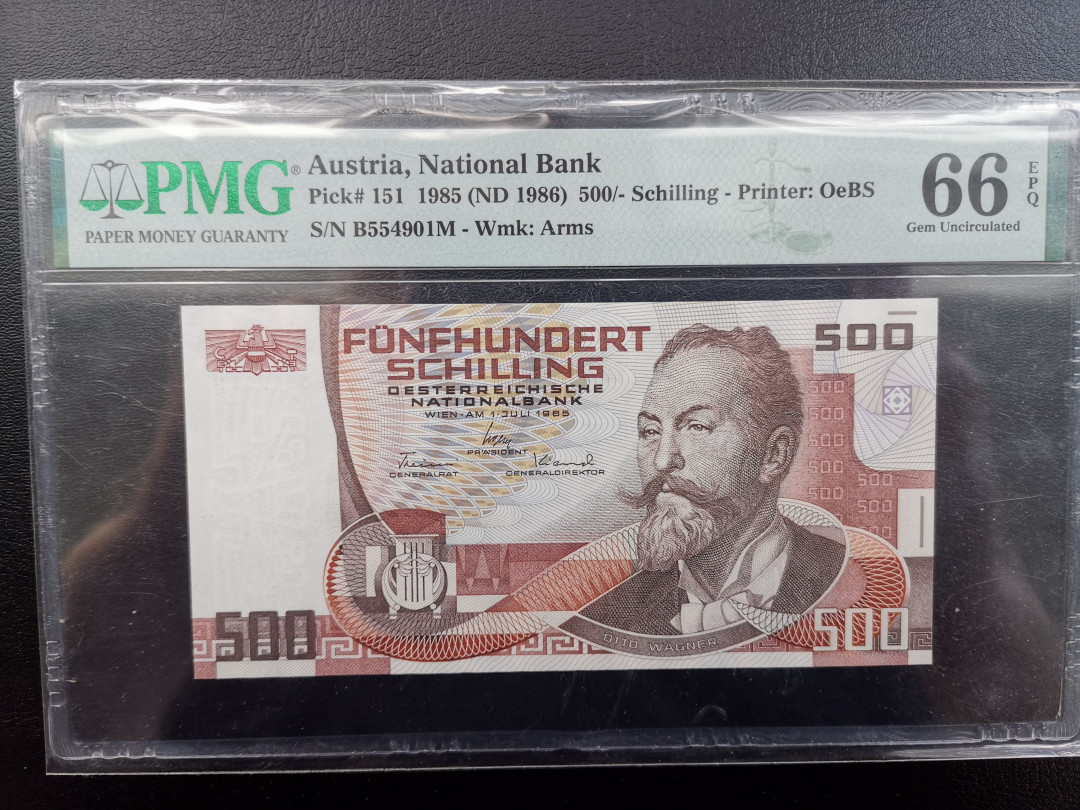 PMG®
PAPER MONEY GUARANTY
Austria, National Bank
Pick# 151 1985 (ND 1986) 500/- Schilling - Printer: OeBS
S/N B554901M - Wmk: Arms
66
EPQ
Gem Uncirculated
FÜNFHUNDERT
SCHILLING
OESTERREICHISCHE
NATIONALBANK
WIEN·AM 1·JULI 1985
PRÄSIDENT
GENERALRAT
GENERALDIREKTOR
500
500
500
500
500
500
500
500
500
OTTO WAGNER
500
500